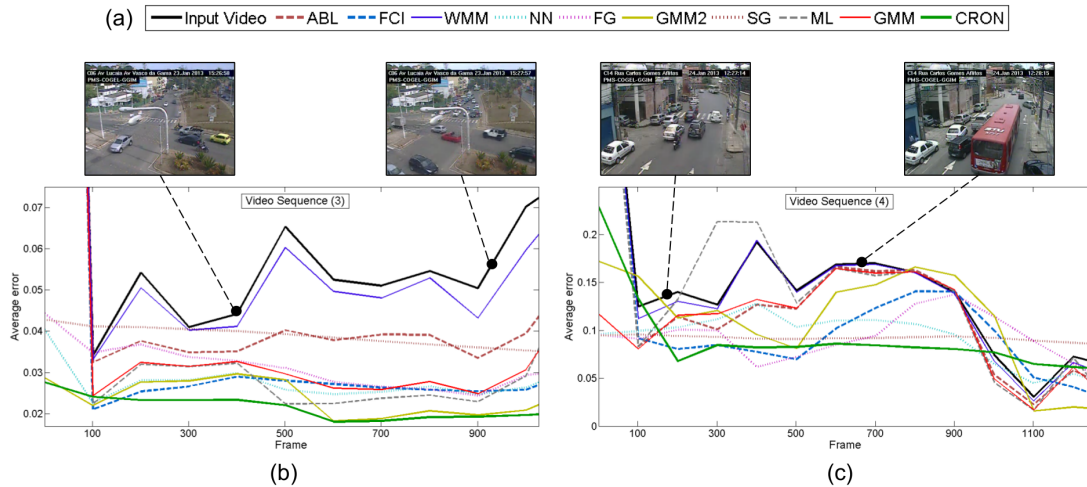 (a) Input Video ABL FCI WMM NN FG GMM2 SG ML GMM CRON
C06 Av Lucaia Av Vasco da Gama 23.Jan 2013 15:26:58
PMS-COGEL-GGIM
C06 Av Lucaia Av Vasco da Gama 23.Jan 2013 15:27:57
PMS-COGEL-GGIM
C14 Rua Carlos Gomes Aflitos 24.Jan 2013 12:27:14
PMS-COGEL-GGIM
C14 Rua Carlos Gomes Aflitos 24.Jan 2013 12:28:15
PMS-COGEL-GGIM
Video Sequence (3)
Average error
0.07
0.06
0.05
0.04
0.03
0.02
100 300 500 700 900
Frame
(b)
Video Sequence (4)
Average error
0.2
0.15
0.1
0.05
0
100 300 500 700 900 1100
Frame
(c)